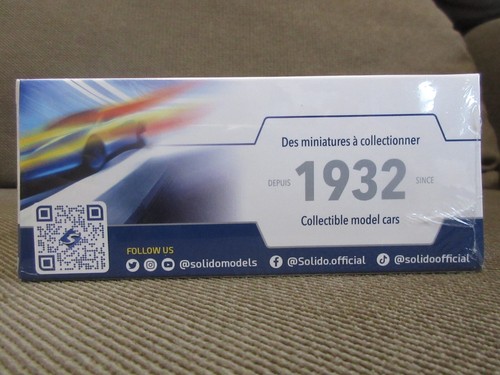 Des miniatures à collectionner
DEPUIS 1932 SINCE
Collectible model cars
FOLLOW US
@solidomodels @Solido.official @solidoofficial